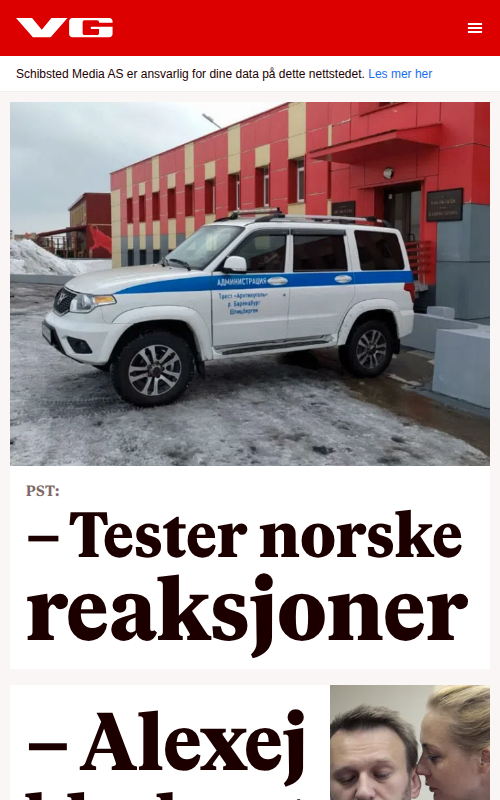 VG
Schibsted Media AS er ansvarlig for dine data på dette nettstedet. Les mer her
АДМИНИСТРАЦИЯ
Трест «Арктикуголь»
р. Баренцбург
Шпицберген
PST:
– Tester norske
reaksjoner
– Alexej